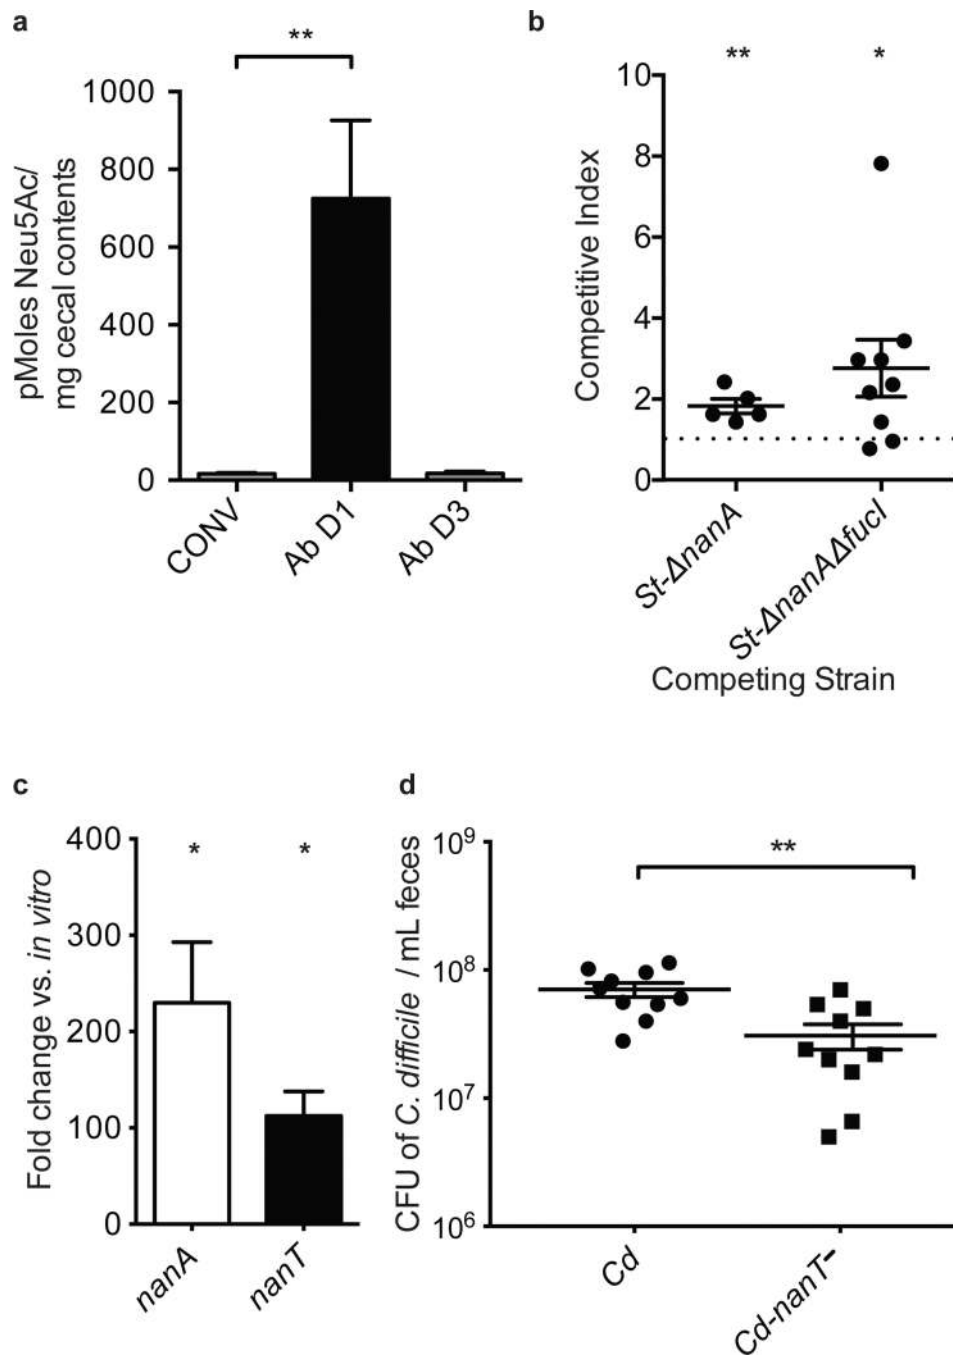 a
**
1000
800
600
400
200
0
pMoles Neu5Ac/
mg cecal contents
CONV
Ab D1
Ab D3
b
** *
10
8
6
4
2
0
Competitive Index
St-ΔnanA
St-ΔnanAΔfucI
Competing Strain
c
400
300
200
100
0
* *
Fold change vs. in vitro
nanA
nanT
d
**
10⁹
10⁸
10⁷
10⁶
CFU of C. difficile / mL feces
Cd
Cd-nanT-